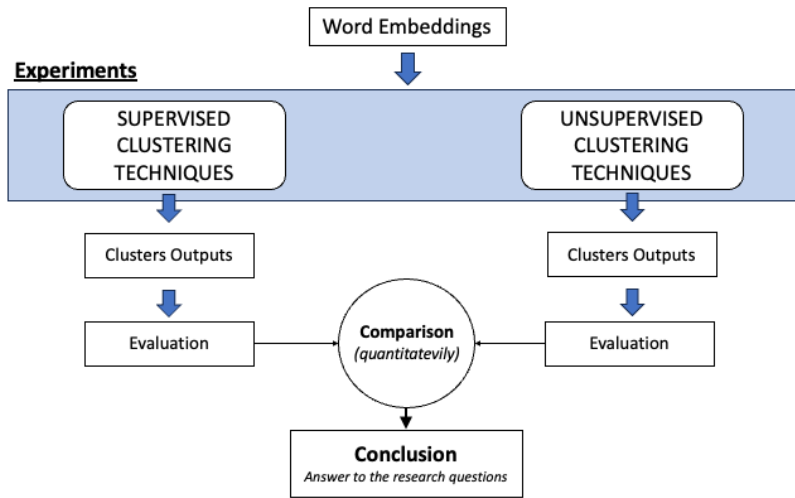 Word Embeddings
Experiments
SUPERVISED
CLUSTERING
TECHNIQUES
UNSUPERVISED
CLUSTERING
TECHNIQUES
Clusters Outputs
Clusters Outputs
Evaluation
Comparison
(quantitatevily)
Evaluation
Conclusion
Answer to the research questions